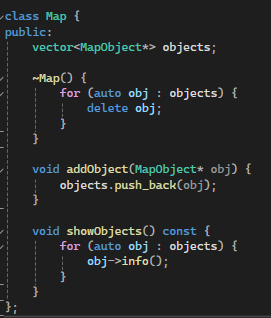 class Map {
public:
    vector<MapObject*> objects;

    ~Map() {
        for (auto obj : objects) {
            delete obj;
        }
    }

    void addObject(MapObject* obj) {
        objects.push_back(obj);
    }

    void showObjects() const {
        for (auto obj : objects) {
            obj->info();
        }
    }
};